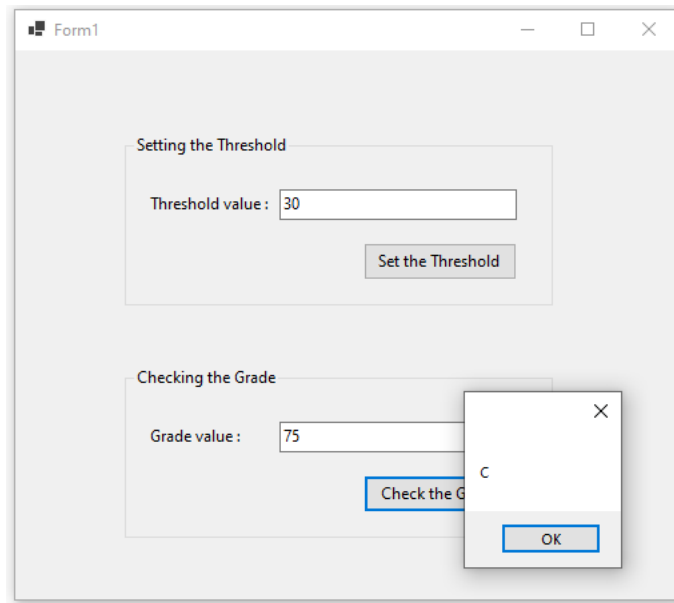 Form1
Setting the Threshold
Threshold value : 30
Set the Threshold
Checking the Grade
Grade value : 75
Check the G
C
OK